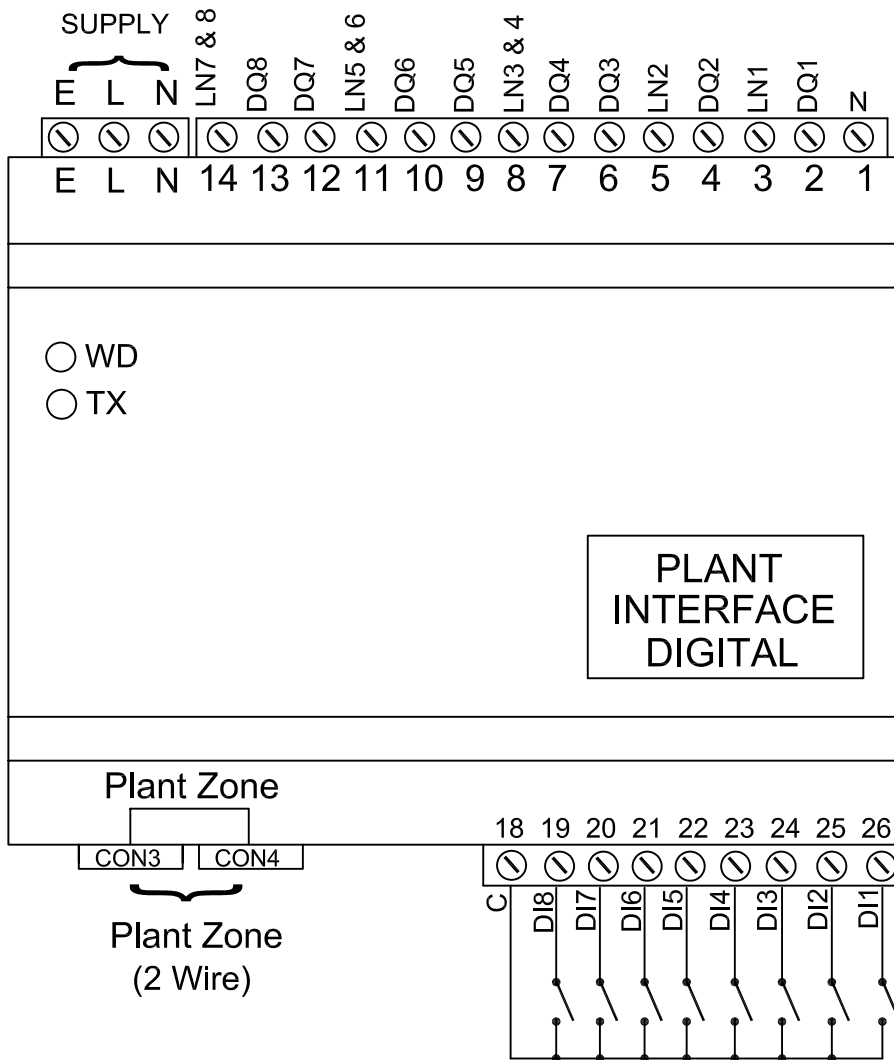 SUPPLY
E L N
LN7 & 8
DQ8
DQ7
LN5 & 6
DQ6
DQ5
LN3 & 4
DQ4
DQ3
LN2
DQ2
LN1
DQ1
N
E L N 14 13 12 11 10 9 8 7 6 5 4 3 2 1
WD
TX
PLANT
INTERFACE
DIGITAL
Plant Zone
CON3 CON4
Plant Zone
(2 Wire)
18 19 20 21 22 23 24 25 26
C
DI8
DI7
DI6
DI5
DI4
DI3
DI2
DI1